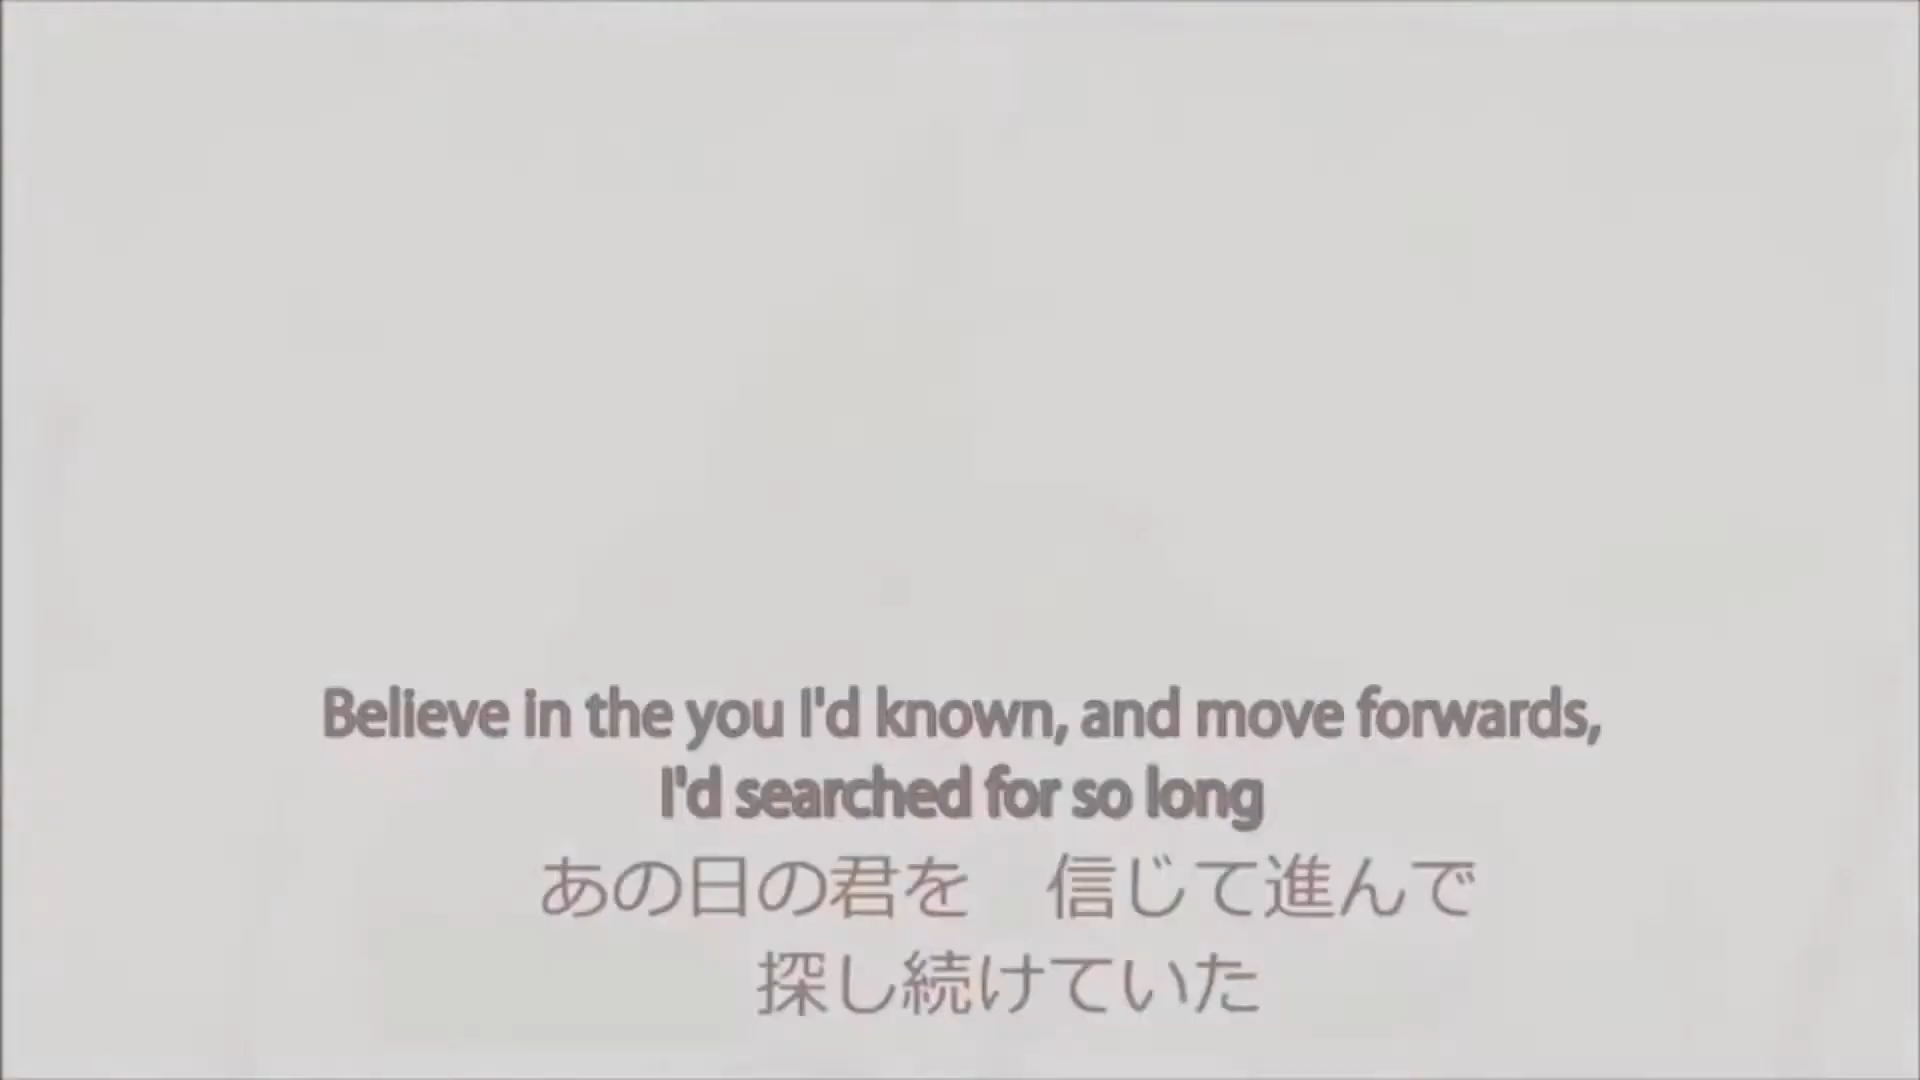 Believe in the you I'd known, and move forwards,
I'd searched for so long
あの日の君を　信じて進んで
探し続けていた